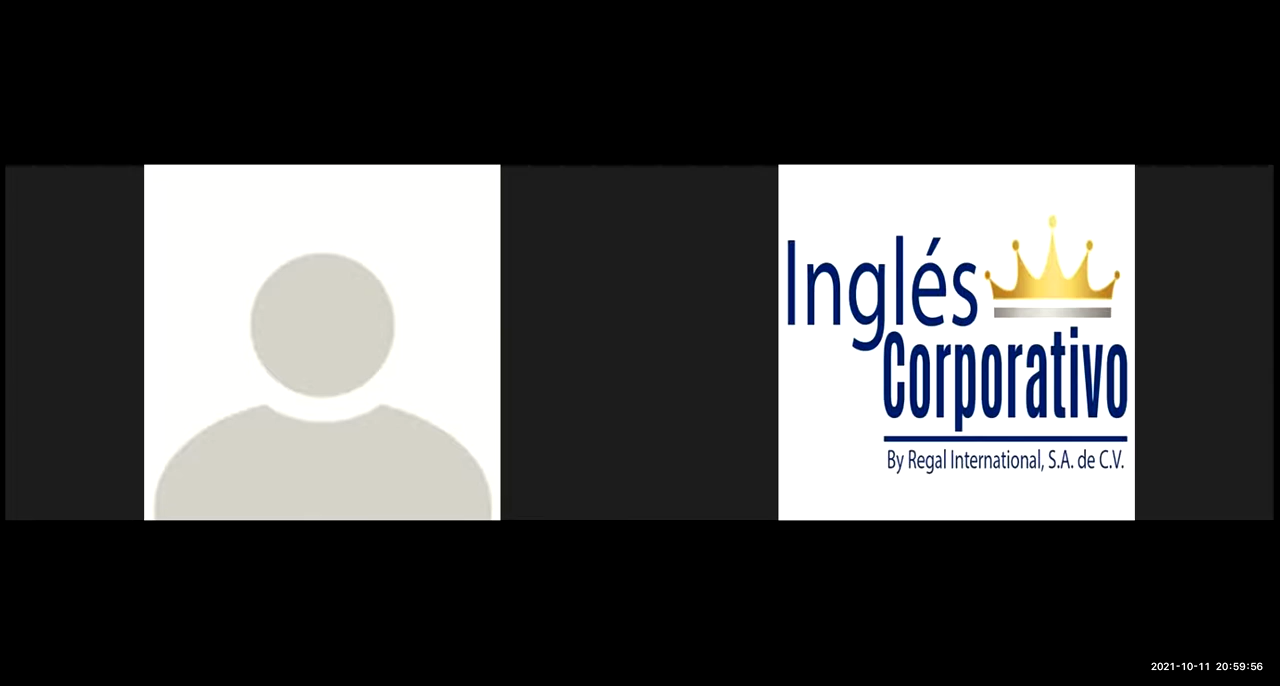 Inglés
Corporativo
By Regal International, S.A. de C.V.
2021-10-11 20:59:56